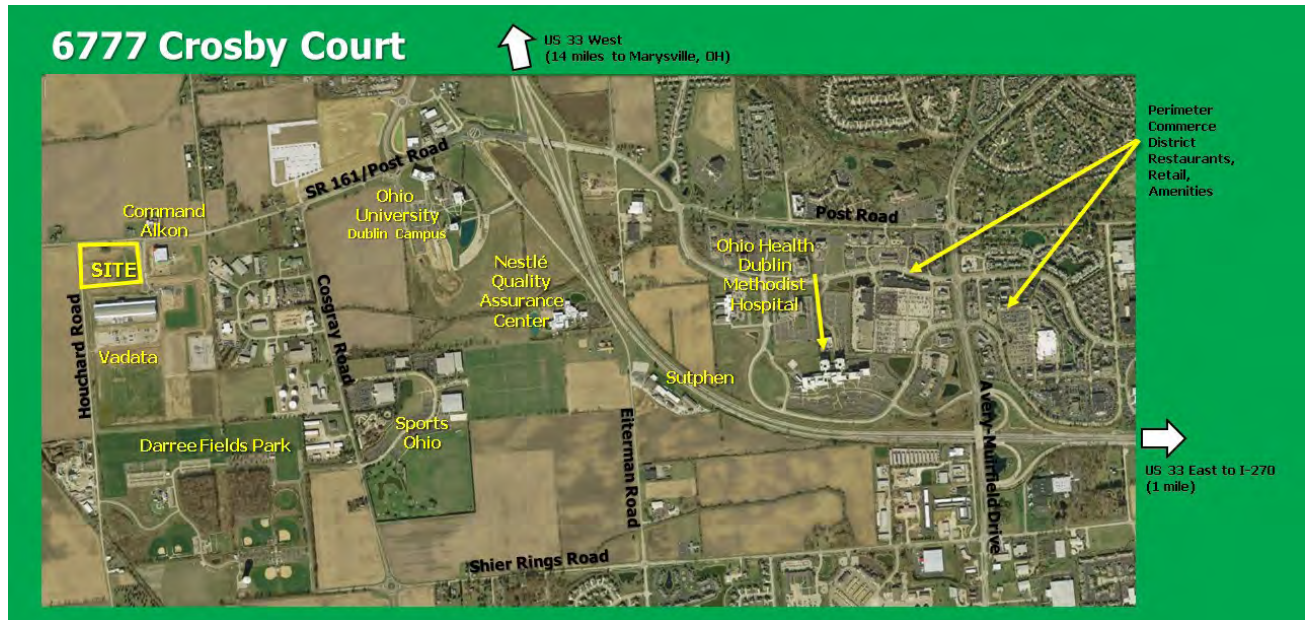 6777 Crosby Court
US 33 West
(14 miles to Marysville, OH)
Perimeter
Commerce
District
Restaurants,
Retail,
Amenities
SR 161/Post Road
Command
Alkon
Ohio
University
Dublin Campus
Post Road
SITE
Nestlé
Quality
Assurance
Center
Ohio Health
Dublin
Methodist
Hospital
Houchard Road
Cosgray Road
Vadata
Sutphen
Eiterman Road
Avery-Muirfield Drive
Sports
Ohio
Darree Fields Park
US 33 East to I-270
(1 mile)
Shier Rings Road